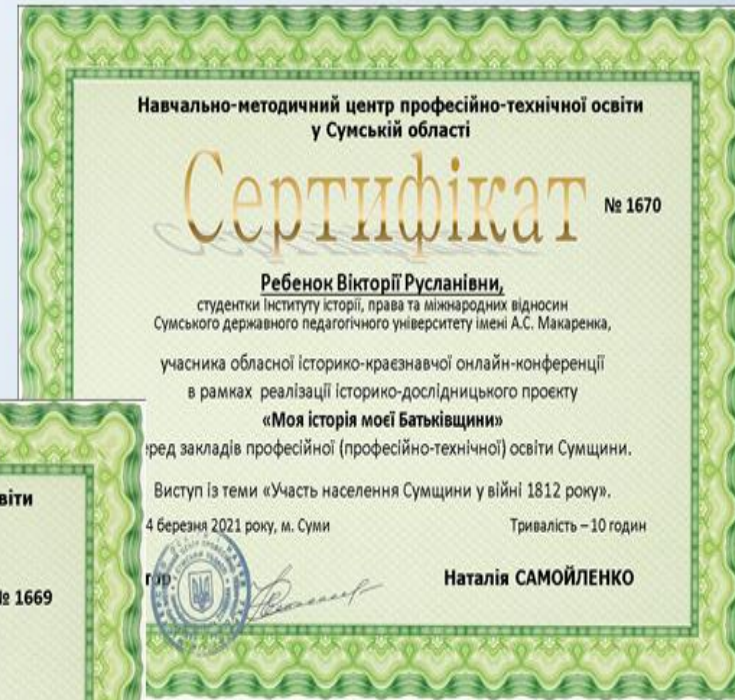 Навчально-методичний центр професійно-технічної освіти
у Сумській області
Сертифікат
№ 1670
Ребенок Вікторії Русланівни,
студентки Інституту історії, права та міжнародних відносин
Сумського державного педагогічного університету імені А.С. Макаренка,
учасника обласної історико-краєзнавчої онлайн-конференції
в рамках реалізації історико-дослідницького проєкту
«Моя історія моєї Батьківщини»
закладів професійної (професійно-технічної) освіти Сумщини.
Виступ із теми «Участь населення Сумщини у війні 1812 року».
4 березня 2021 року, м. Суми
Тривалість – 10 годин
Наталія САМОЙЛЕНКО
№ 1669